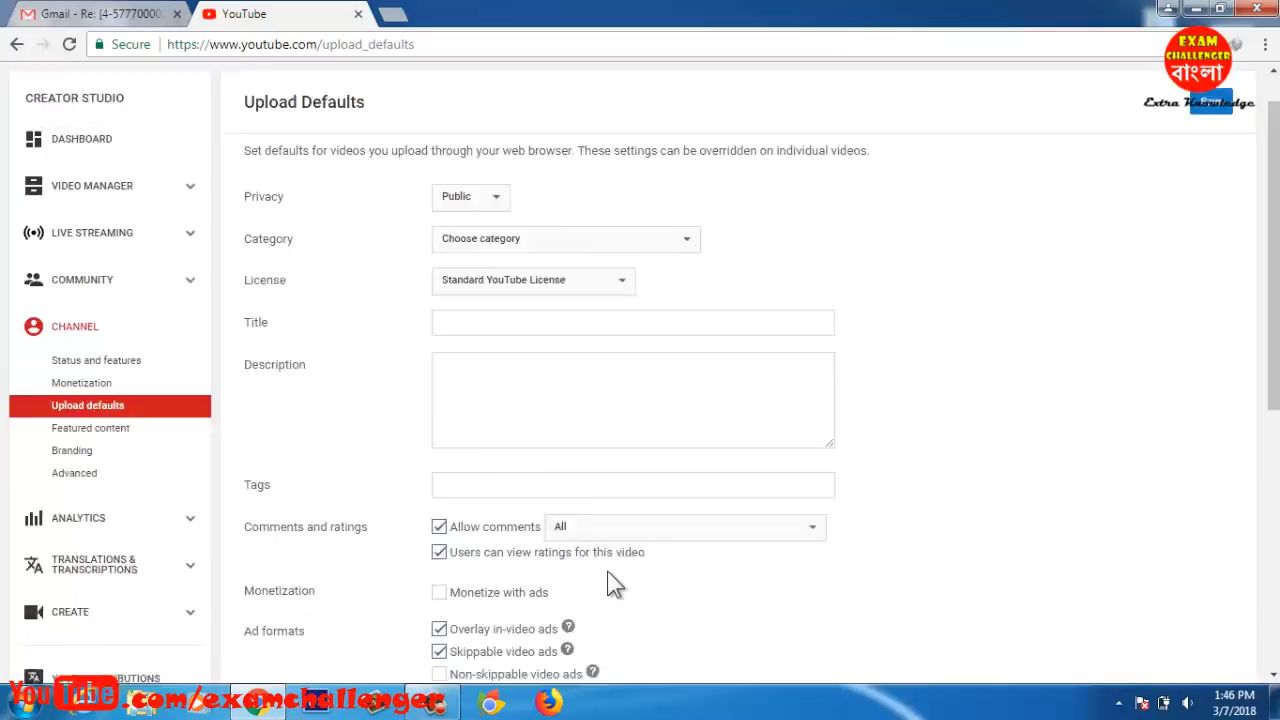 Gmail - Re: [4-57770000
YouTube
Secure
https://www.youtube.com/upload_defaults
EXAM
CHALLENGER
বাংলা
Extra Knowledge
CREATOR STUDIO
DASHBOARD
VIDEO MANAGER
LIVE STREAMING
COMMUNITY
CHANNEL
Status and features
Monetization
Upload defaults
Featured content
Branding
Advanced
ANALYTICS
TRANSLATIONS &
TRANSCRIPTIONS
CREATE
Upload Defaults
Set defaults for videos you upload through your web browser. These settings can be overridden on individual videos.
Privacy
Public
Category
Choose category
License
Standard YouTube License
Title
Description
Tags
Comments and ratings
Allow comments
All
Users can view ratings for this video
Monetization
Monetize with ads
Ad formats
Overlay in-video ads
Skippable video ads
Non-skippable video ads
YouTube.com/examchallenger
1:46 PM
3/7/2018